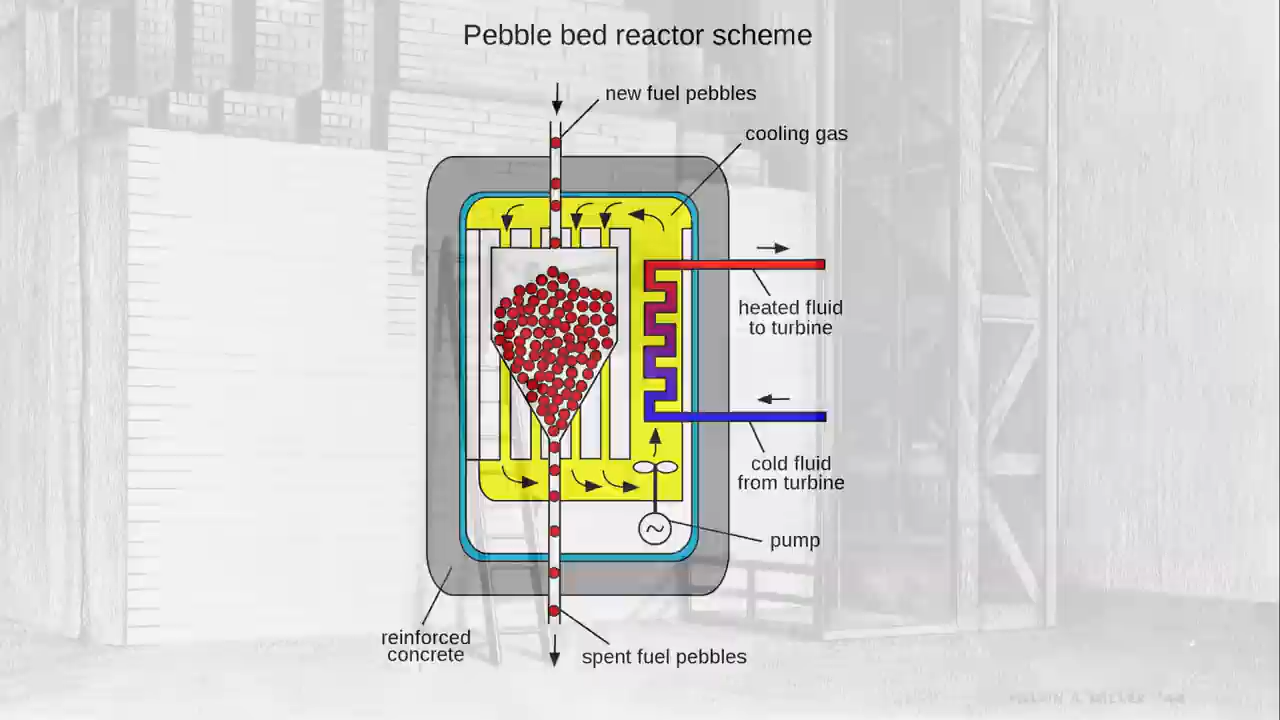 Pebble bed reactor scheme
new fuel pebbles
cooling gas
heated fluid
to turbine
cold fluid
from turbine
pump
reinforced
concrete
spent fuel pebbles